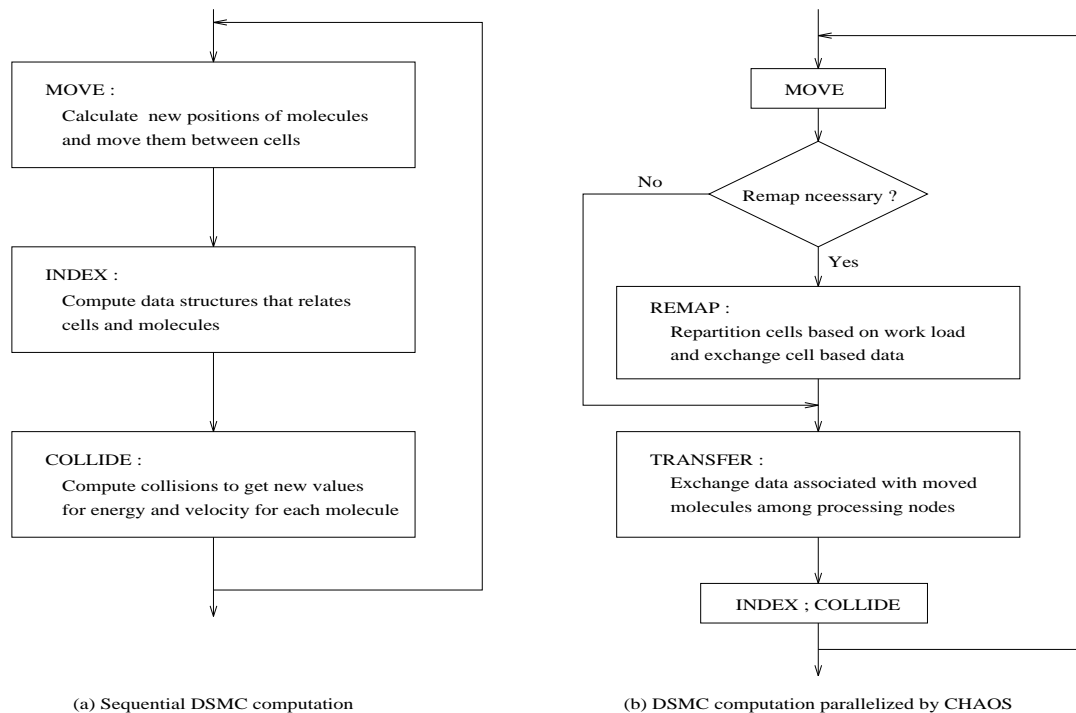 MOVE :
Calculate new positions of molecules
and move them between cells
INDEX :
Compute data structures that relates
cells and molecules
COLLIDE :
Compute collisions to get new values
for energy and velocity for each molecule
(a) Sequential DSMC computation
MOVE
Remap nceessary ?
No
Yes
REMAP :
Repartition cells based on work load
and exchange cell based data
TRANSFER :
Exchange data associated with moved
molecules among processing nodes
INDEX ; COLLIDE
(b) DSMC computation parallelized by CHAOS